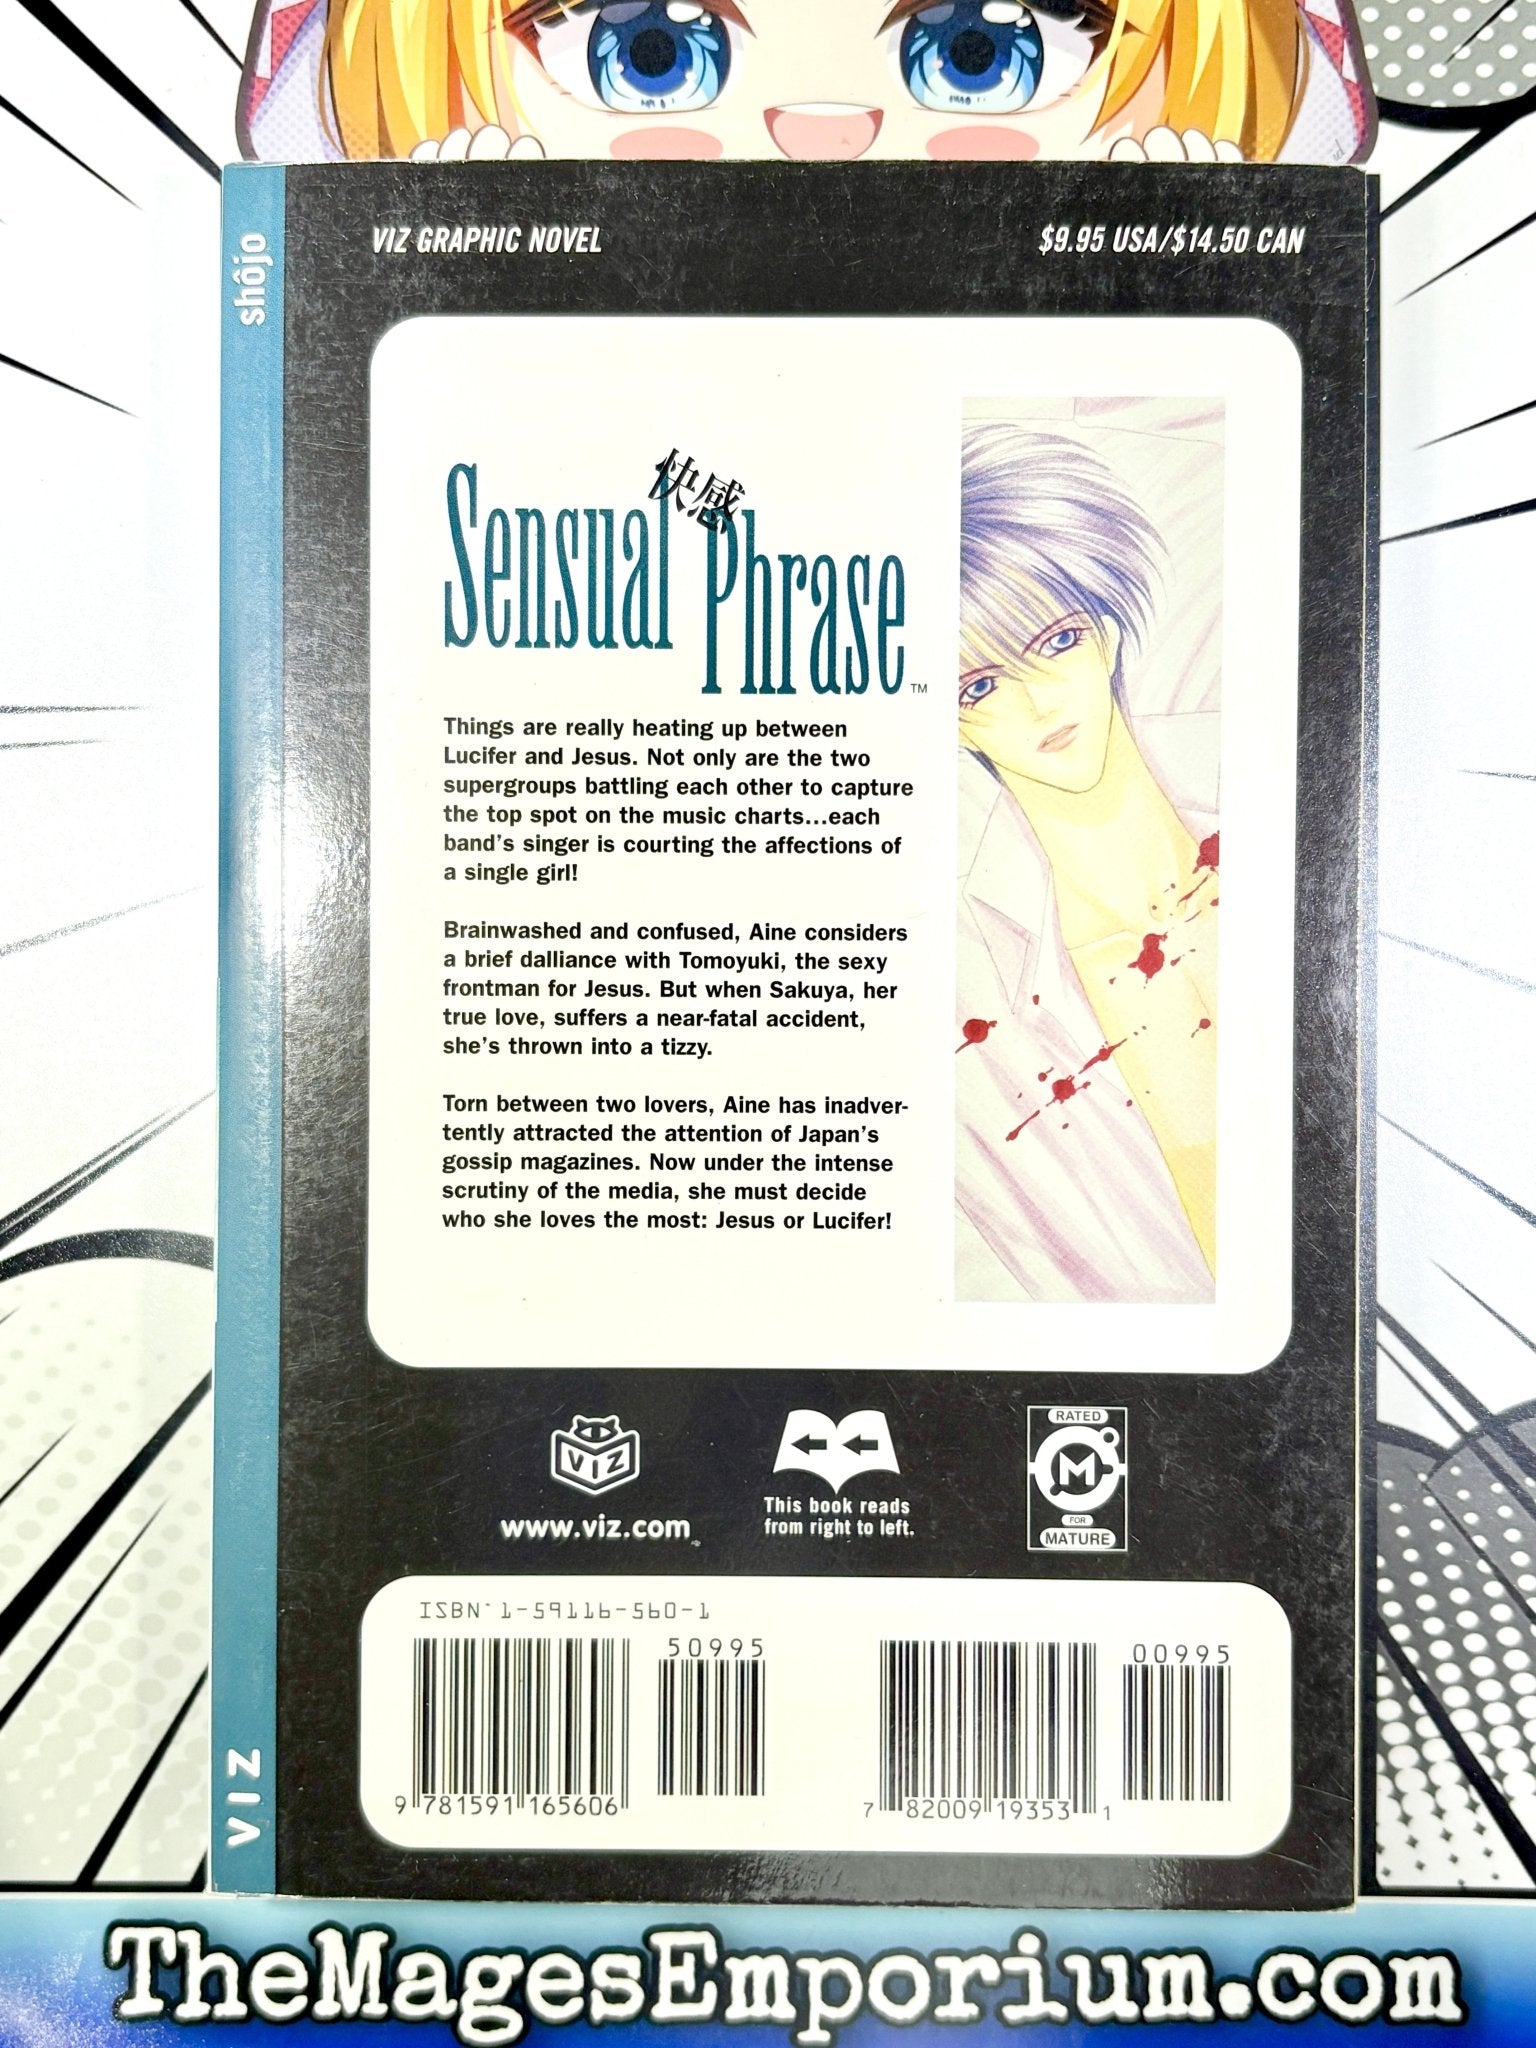 shôjo
VIZ GRAPHIC NOVEL
$9.95 USA/$14.50 CAN
快感
Sensual
Phrase™
Things are really heating up between
Lucifer and Jesus. Not only are the two
supergroups battling each other to capture
the top spot on the music charts...each
band's singer is courting the affections of
a single girl!
Brainwashed and confused, Aine considers
a brief dalliance with Tomoyuki, the sexy
frontman for Jesus. But when Sakuya, her
true love, suffers a near-fatal accident,
she's thrown into a tizzy.
Torn between two lovers, Aine has inadver-
tently attracted the attention of Japan's
gossip magazines. Now under the intense
scrutiny of the media, she must decide
who she loves the most: Jesus or Lucifer!
VIZ
www.viz.com
This book reads
from right to left.
RATED
M
FOR
MATURE
ISBN 1-59116-560-1
50995
9 781591 165606
00995
7 82009 19353 1
VIZ
TheMagesEmporium.com